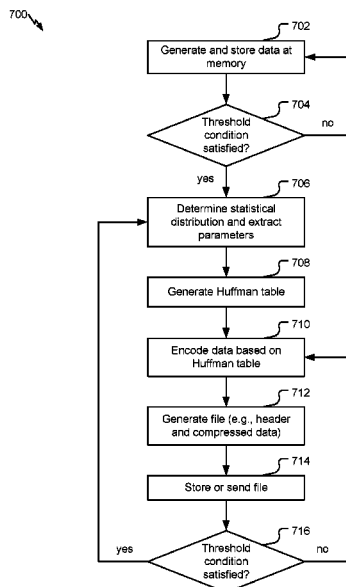 700
702
Generate and store data at
memory
704
Threshold
condition
satisfied?
no
yes
706
Determine statistical
distribution and extract
parameters
708
Generate Huffman table
710
Encode data based on
Huffman table
712
Generate file (e.g., header
and compressed data)
714
Store or send file
716
yes
Threshold
condition
satisfied?
no